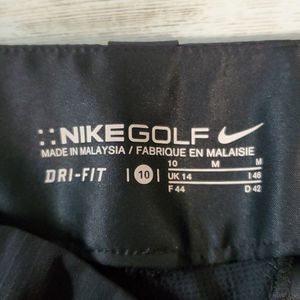 NIKEGOLF
MADE IN MALAYSIA / FABRIQUE EN MALAISIE
DRI-FIT 10
10 M M
UK 14 I 46
F 44 D 42